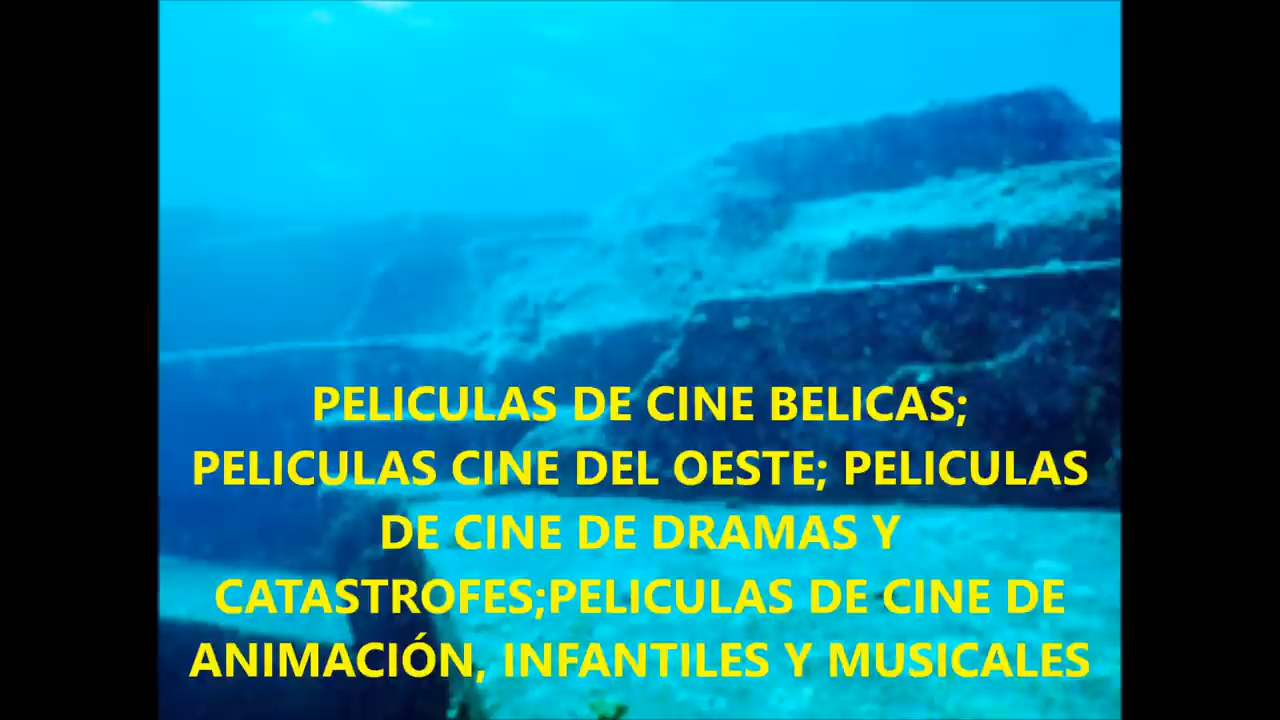 PELICULAS DE CINE BELICAS;
PELICULAS CINE DEL OESTE; PELICULAS
DE CINE DE DRAMAS Y
CATASTROFES;PELICULAS DE CINE DE
ANIMACIÓN, INFANTILES Y MUSICALES